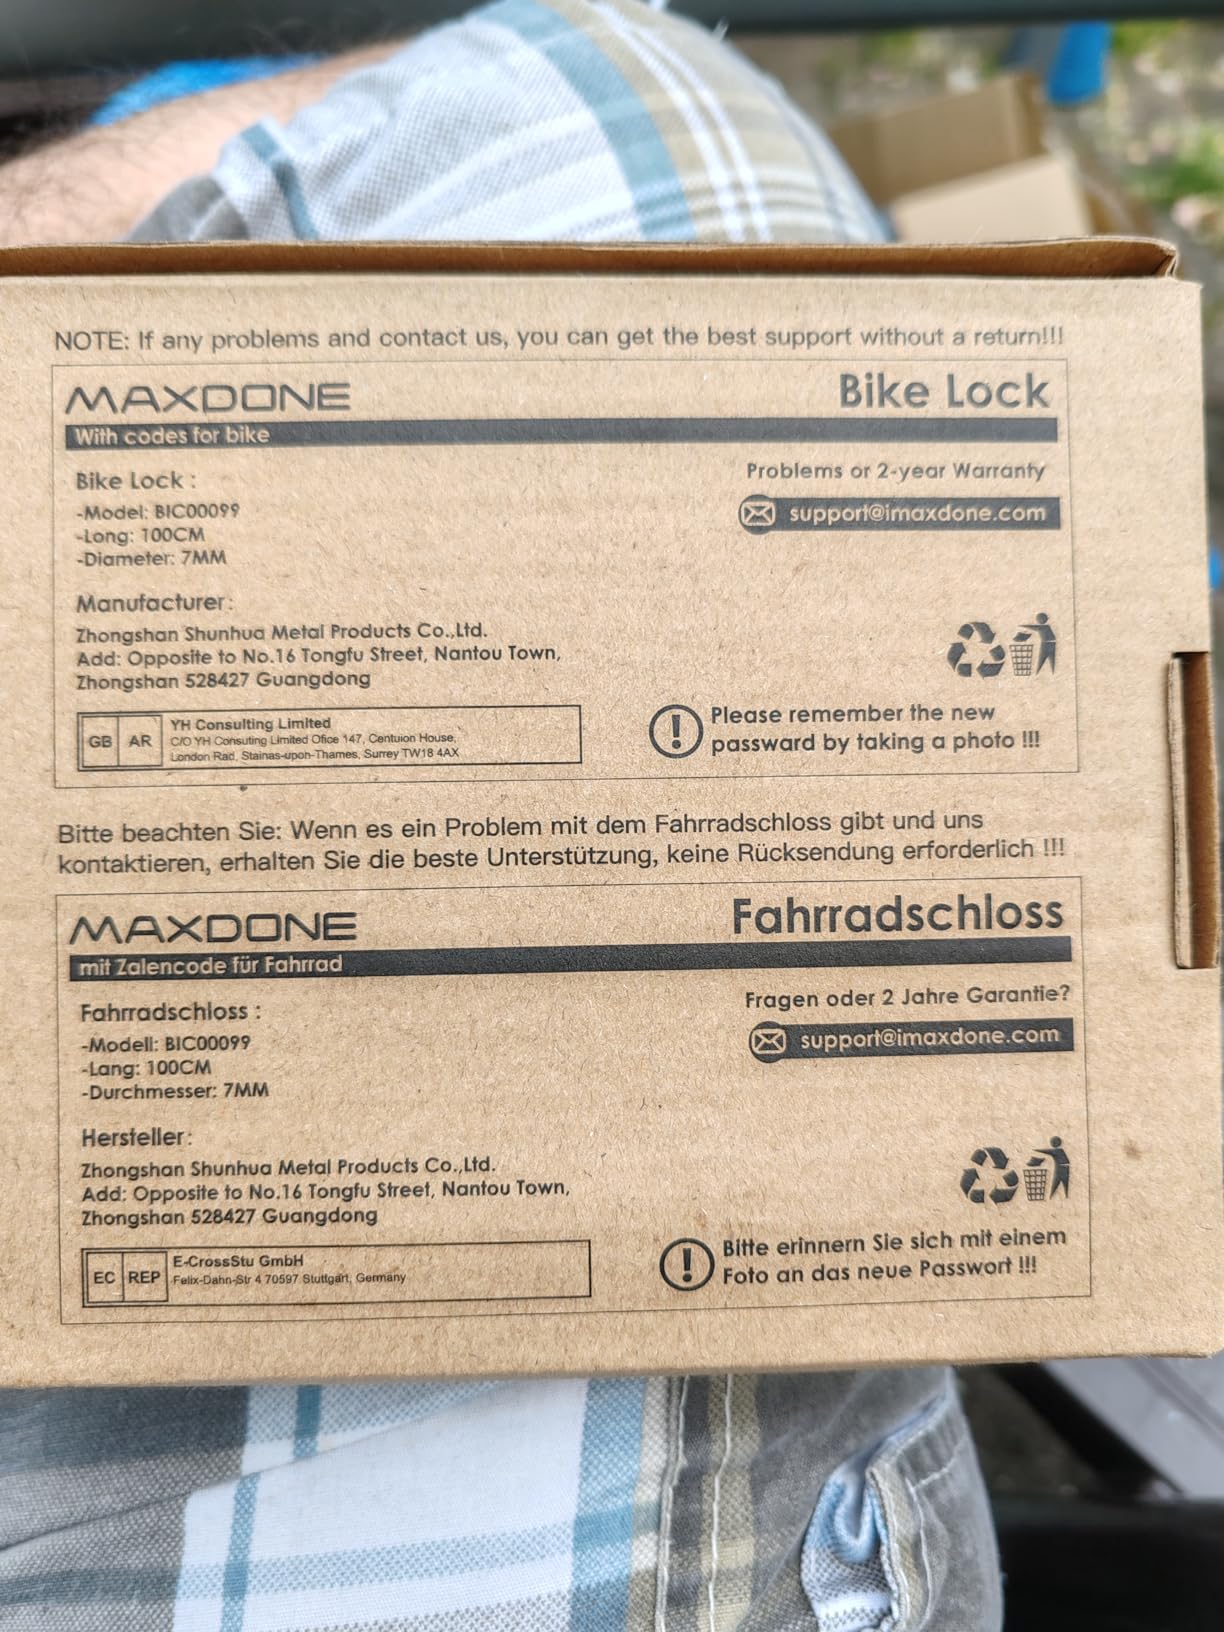 NOTE: If any problems and contact us, you can get the best support without a return!!!
MAXDONE
Bike Lock
With codes for bike
Bike Lock :
-Model: BIC00099
-Long: 100CM
-Diameter: 7MM
Problems or 2-year Warranty
support@imaxdone.com
Manufacturer:
Zhongshan Shunhua Metal Products Co.,Ltd.
Add: Opposite to No.16 Tongfu Street, Nantou Town,
Zhongshan 528427 Guangdong
GB AR
YH Consulting Limited
C/O YH Consuting Limited Ofice 147, Centuion House,
London Rad, Stainas-upon-Thames, Surrey TW18 4AX
Please remember the new
passward by taking a photo !!!
Bitte beachten Sie: Wenn es ein Problem mit dem Fahrradschloss gibt und uns
kontaktieren, erhalten Sie die beste Unterstützung, keine Rücksendung erforderlich !!!
MAXDONE
Fahrradschloss
mit Zalencode für Fahrrad
Fahrradschloss :
-Modell: BIC00099
-Lang: 100CM
-Durchmesser: 7MM
Fragen oder 2 Jahre Garantie?
support@imaxdone.com
Hersteller:
Zhongshan Shunhua Metal Products Co.,Ltd.
Add: Opposite to No.16 Tongfu Street, Nantou Town,
Zhongshan 528427 Guangdong
EC REP
E-CrossStu GmbH
Felix-Dahn-Str 4 70597 Stuttgart, Germany
Bitte erinnern Sie sich mit einem
Foto an das neue Passwort !!!